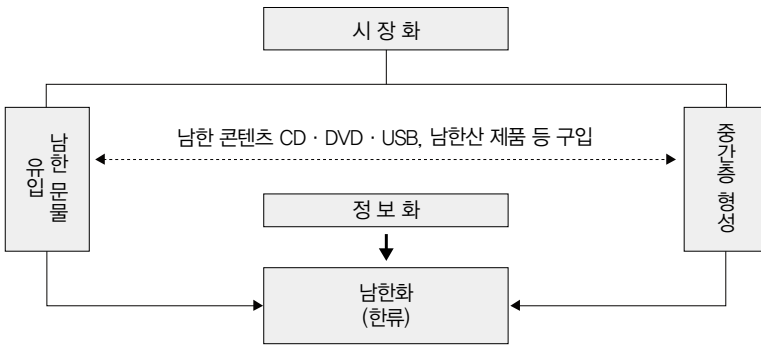 시장화
남한 문물
유입
남한 콘텐츠 CD · DVD · USB, 남한산 제품 등 구입
중간층 형성
정보화
남한화
(한류)